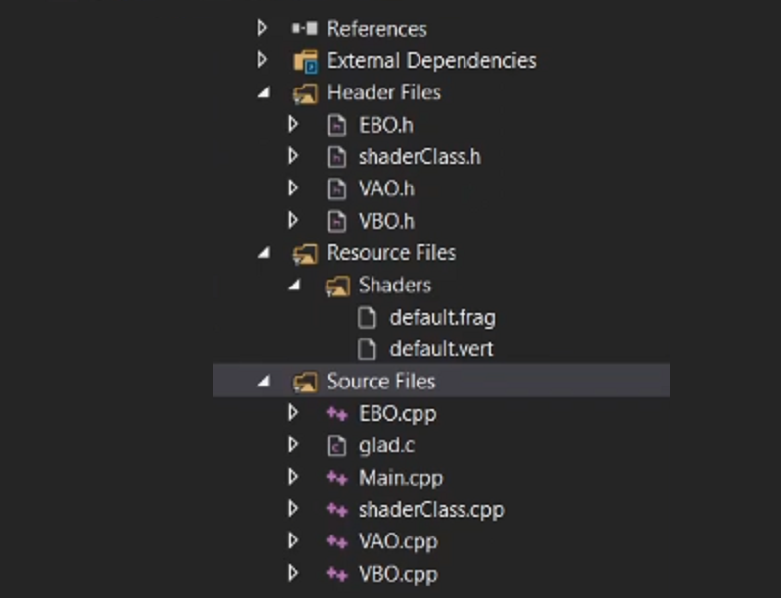 References
External Dependencies
Header Files
EBO.h
shaderClass.h
VAO.h
VBO.h
Resource Files
Shaders
default.frag
default.vert
Source Files
EBO.cpp
glad.c
Main.cpp
shaderClass.cpp
VAO.cpp
VBO.cpp